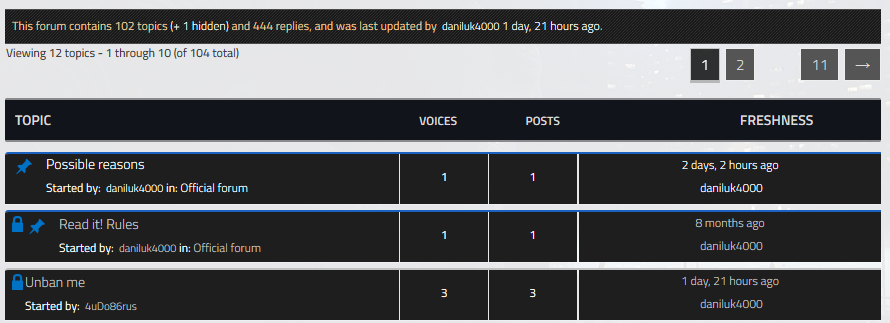 This forum contains 102 topics (+ 1 hidden) and 444 replies, and was last updated by daniluk4000 1 day, 21 hours ago.
Viewing 12 topics - 1 through 10 (of 104 total)
1 2 11 →
TOPIC VOICES POSTS FRESHNESS
Possible reasons 1 1 2 days, 2 hours ago
Started by: daniluk4000 in: Official forum daniluk4000
Read it! Rules 1 1 8 months ago
Started by: daniluk4000 in: Official forum daniluk4000
Unban me 3 3 1 day, 21 hours ago
Started by: 4uDo86rus daniluk4000